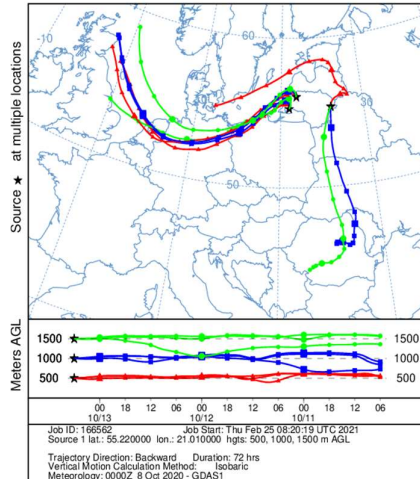 Source ★ at multiple locations
-10
60
30
50
Meters AGL
1500
1000
500
1500
1000
500
00 18 12 06 00 18 12 06 00 18 12 06
10/13 10/12 10/11
Job ID: 166562 Job Start: Thu Feb 25 08:20:19 UTC 2021
Source 1 lat.: 55.220000 lon.: 21.010000 hgts: 500, 1000, 1500 m AGL
Trajectory Direction: Backward Duration: 72 hrs
Vertical Motion Calculation Method: Isobaric
Meteorology: 0000Z 8 Oct 2020 - GDAS1